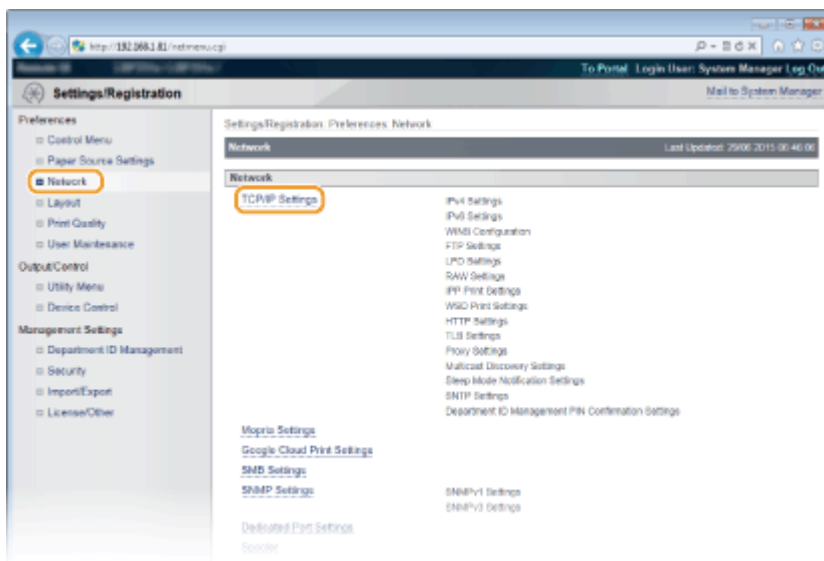 http://192.168.1.81/netmenu.cgi
To Portal Login User: System Manager Log Ou
Settings/Registration
Mail to System Manager
Preferences
Control Menu
Paper Source Settings
Network
Layout
Print Quality
User Maintenance
Output/Control
Utility Menu
Device Control
Management Settings
Department ID Management
Security
Import/Export
License/Other
Settings/Registration: Preferences: Network
Network
Last Updated: 29/06 2015 06:46:06
Network
TCP/IP Settings
IPv4 Settings
IPv6 Settings
WINS Configuration
FTP Settings
LPD Settings
RAW Settings
IPP Print Settings
WSD Print Settings
HTTP Settings
TLS Settings
Proxy Settings
Multicast Discovery Settings
Sleep Mode Notification Settings
SNTP Settings
Department ID Management PIN Confirmation Settings
Mopria Settings
Google Cloud Print Settings
SMB Settings
SNMP Settings
SNMPv1 Settings
SNMPv3 Settings
Dedicated Port Settings
Spooler